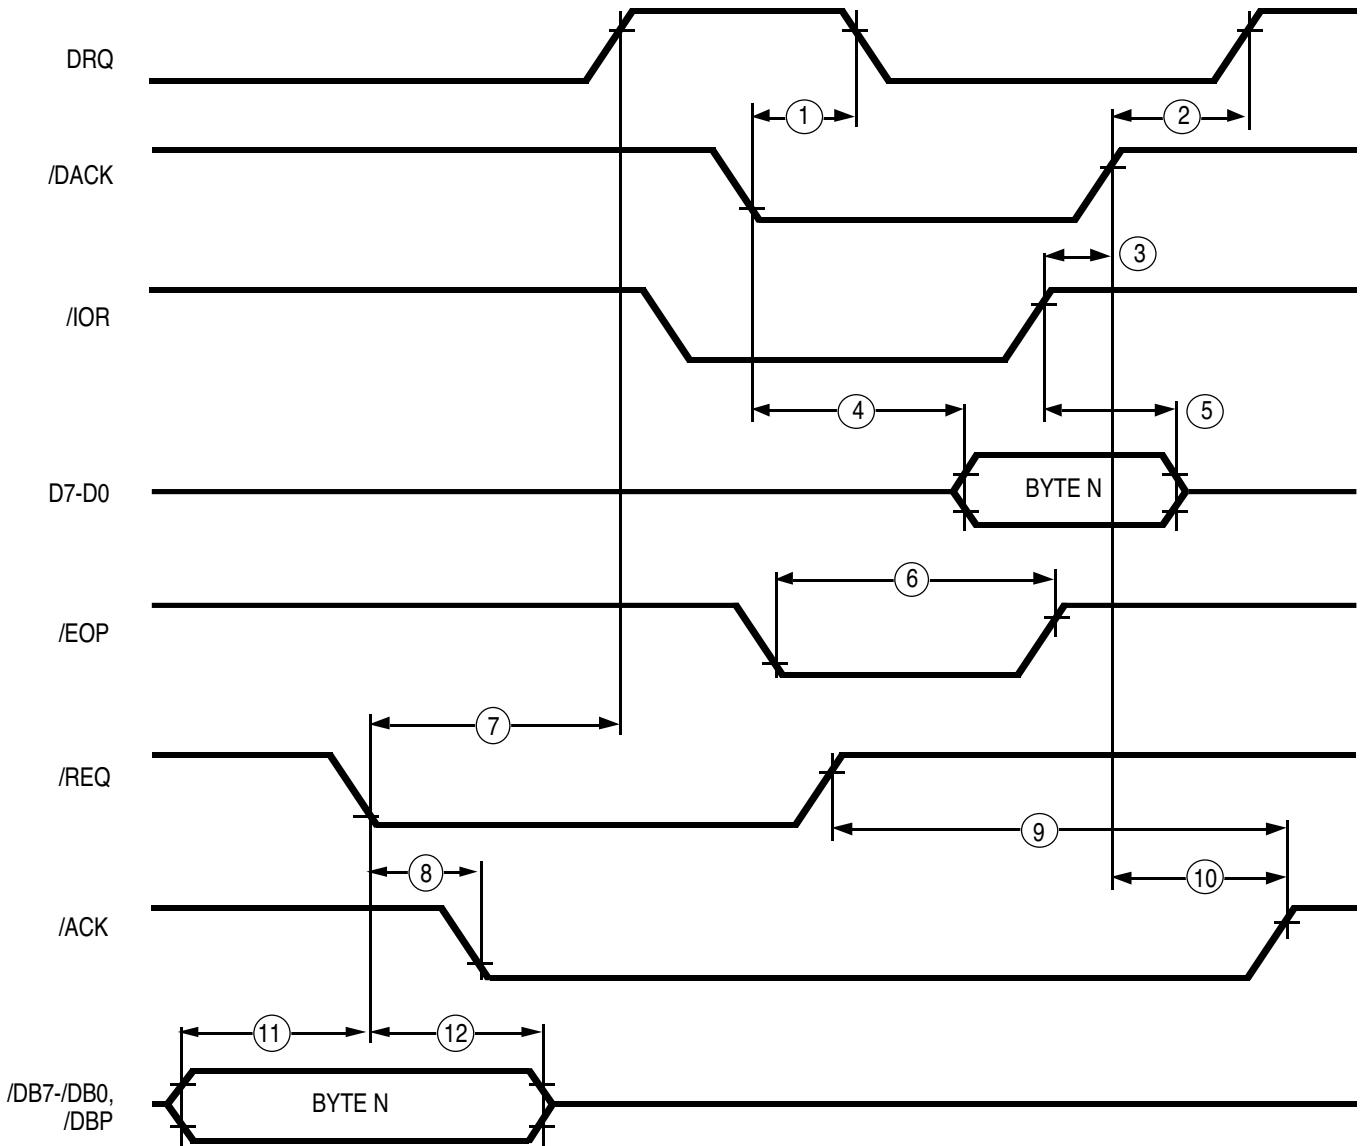 DRQ
1
2
/DACK
3
/IOR
4
5
D7-D0
BYTE N
6
/EOP
7
/REQ
8
9
10
/ACK
11
12
/DB7-/DB0,
/DBP
BYTE N